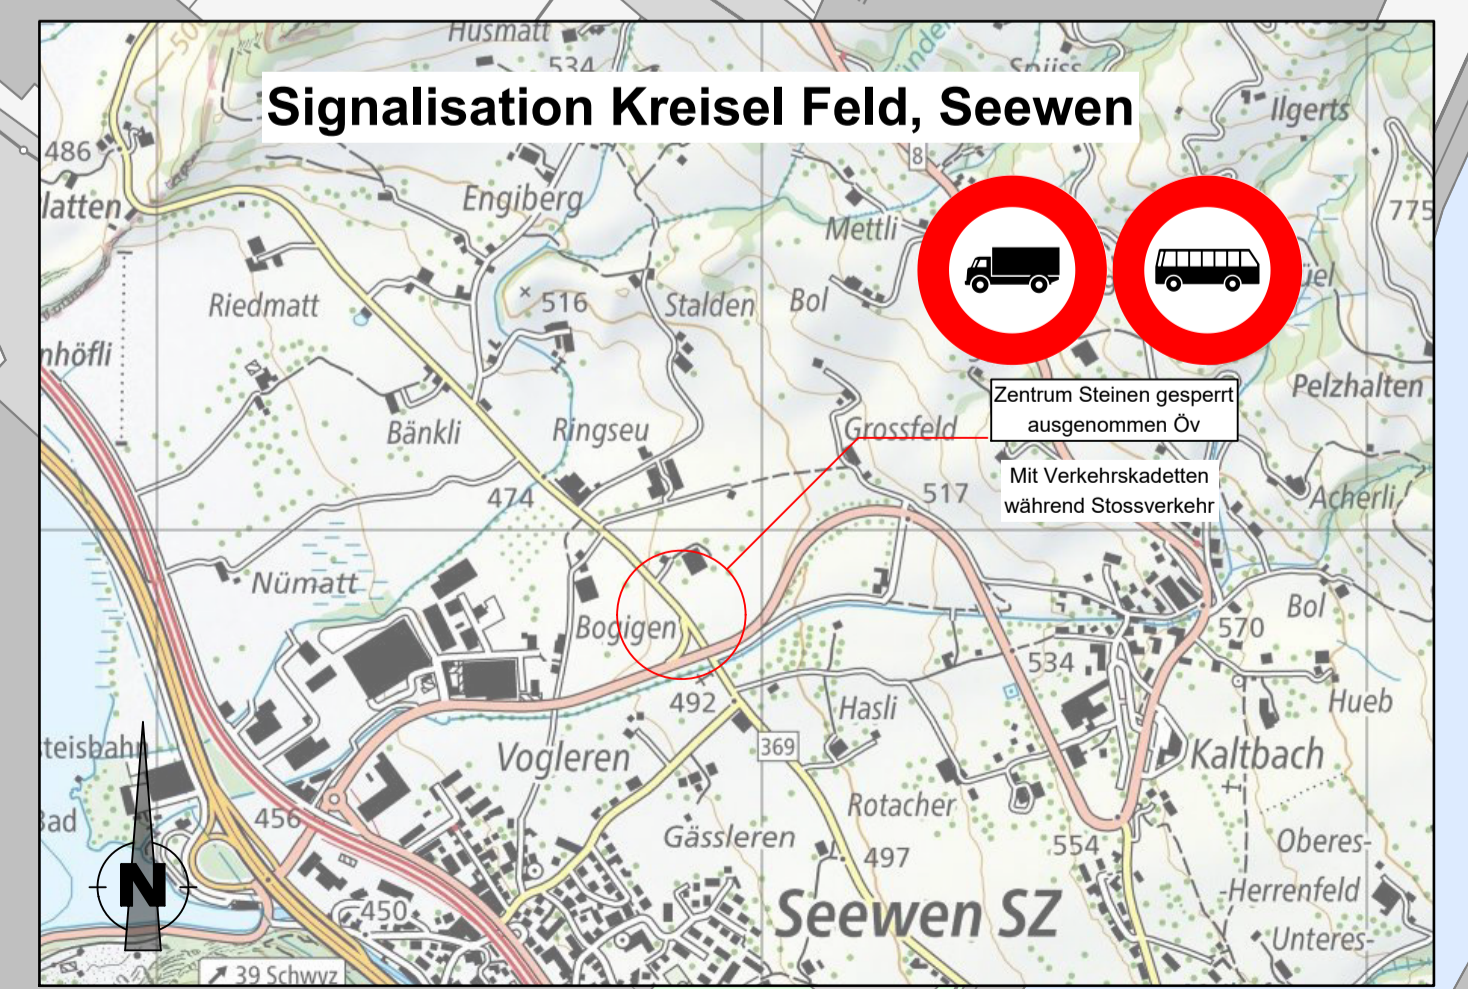 Husmatt
534
Spiiss
Signalisation Kreisel Feld, Seewen
Ilgerts
486
8
latten
Engiberg
Mettli
775
Riedmatt
516
Stalden
Bol
üel
nhöfli
Zentrum Steinen gesperrt
ausgenommen Öv
Pelzhalten
Bänkli
Ringseu
Grossfeld
Mit Verkehrskadetten
während Stossverkehr
474
517
Acherli
Nümatt
Bogigen
Bol
570
534
492
Hasli
Hueb
steisbahn
Vogleren
369
Kaltbach
Bad
456
Rotacher
Gässleren
497
554
Oberes-
-Herrenfeld
N
450
Seewen SZ
Unteres-
39 Schwyz